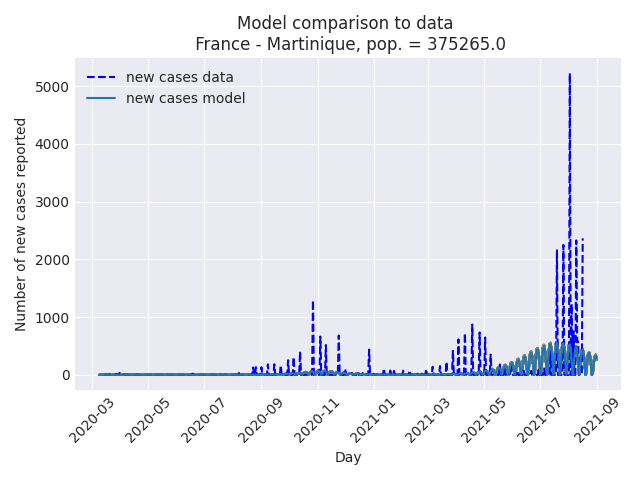 Model comparison to data
France - Martinique, pop. = 375265.0
new cases data
new cases model
Number of new cases reported
5000
4000
3000
2000
1000
0
2020-03
2020-05
2020-07
2020-09
2020-11
2021-01
2021-03
2021-05
2021-07
2021-09
Day